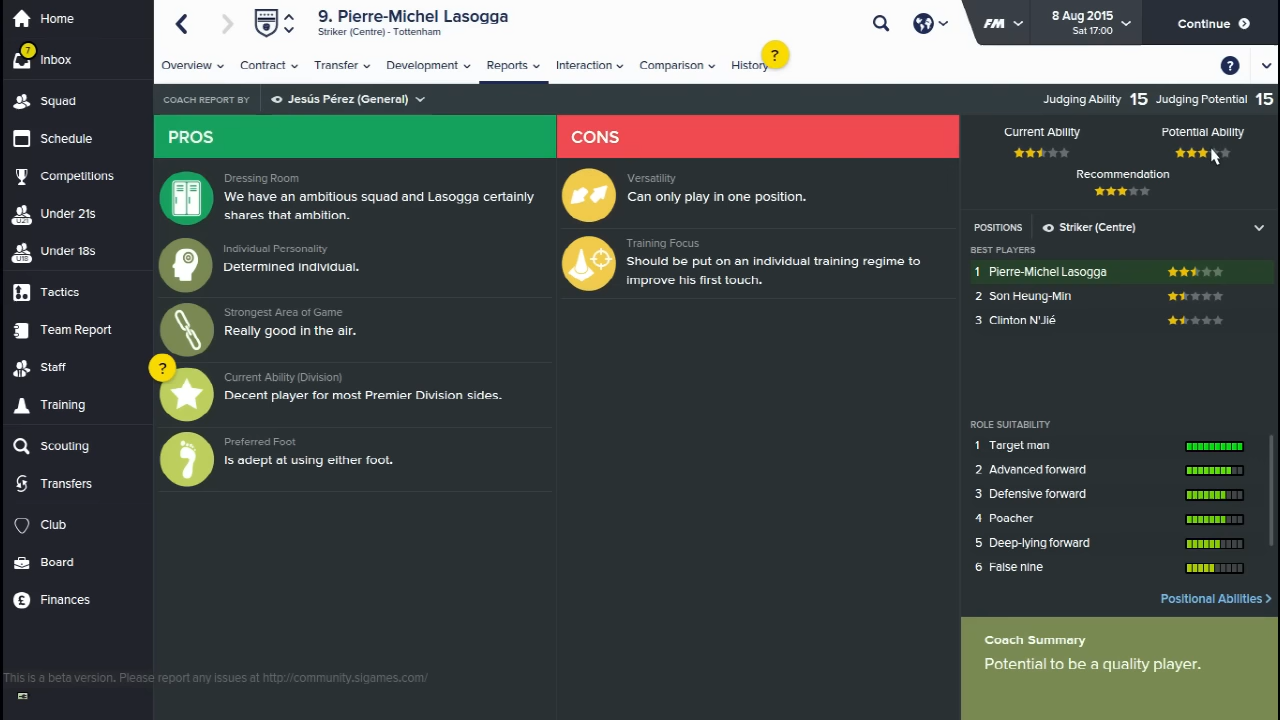 Home
9. Pierre-Michel Lasogga
Striker (Centre) - Tottenham
FM
8 Aug 2015
Sat 17:00
Continue
7
Inbox
Overview
Contract
Transfer
Development
Reports
Interaction
Comparison
History
?
?
Squad
COACH REPORT BY
Jesús Pérez (General)
Judging Ability 15 Judging Potential 15
Schedule
Competitions
U21
Under 21s
U18
Under 18s
Tactics
Team Report
Staff
Training
Scouting
Transfers
Club
Board
£
Finances
PROS
Dressing Room
We have an ambitious squad and Lasogga certainly
shares that ambition.
Individual Personality
Determined individual.
Strongest Area of Game
Really good in the air.
?
Current Ability (Division)
Decent player for most Premier Division sides.
Preferred Foot
Is adept at using either foot.
CONS
Versatility
Can only play in one position.
Training Focus
Should be put on an individual training regime to
improve his first touch.
Current Ability
Potential Ability
Recommendation
POSITIONS
Striker (Centre)
BEST PLAYERS
1 Pierre-Michel Lasogga
2 Son Heung-Min
3 Clinton N'Jié
ROLE SUITABILITY
1 Target man
2 Advanced forward
3 Defensive forward
4 Poacher
5 Deep-lying forward
6 False nine
Positional Abilities >
Coach Summary
Potential to be a quality player.
This is a beta version. Please report any issues at http://community.sigames.com/